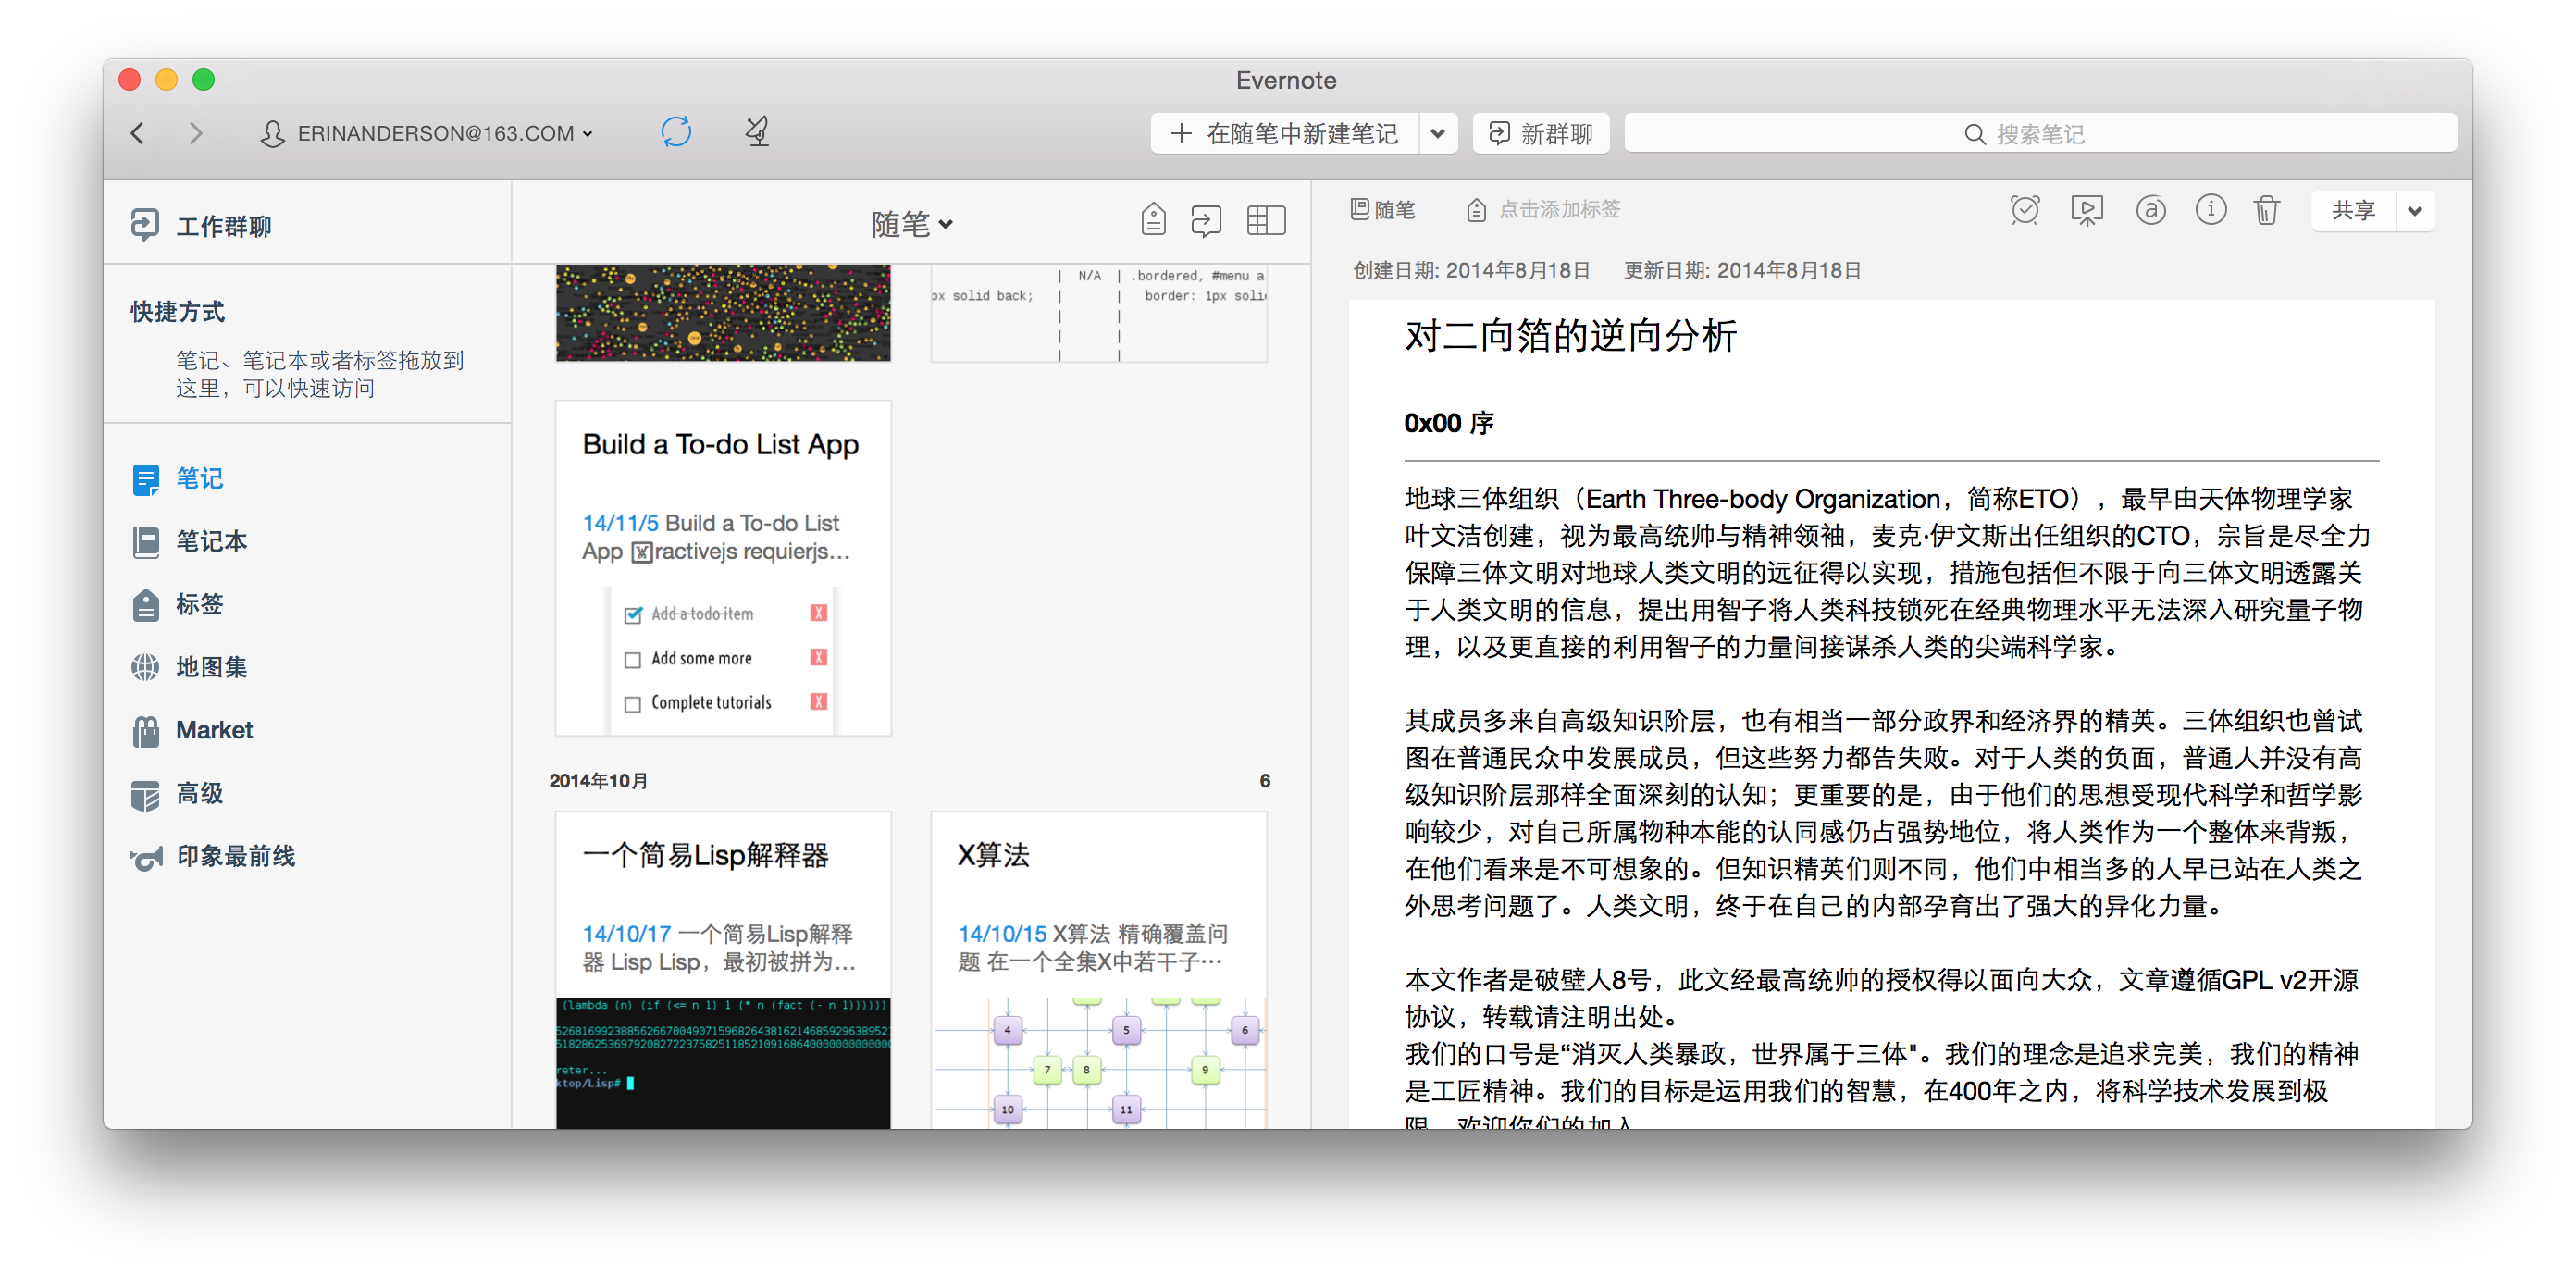 Evernote
ERINANDERSON@163.COM
在随笔中新建笔记
新群聊
搜索笔记
工作群聊
快捷方式
笔记、笔记本或者标签拖放到
这里，可以快速访问
笔记
笔记本
标签
地图集
Market
高级
印象最前线
随笔
| N/A | .bordered, #menu a
px solid back; | | border: 1px soli
Build a To-do List App
14/11/5 Build a To-do List
App ractivejs requierjs...
Add a todo item X
Add some more X
Complete tutorials X
2014年10月 6
一个简易Lisp解释器
14/10/17 一个简易Lisp解释
器 Lisp Lisp，最初被拼为...
(lambda (n) (if (<= n 1) 1 (* n (fact (- n 1))))))
reter...
ktop/Lisp#
X算法
14/10/15 X算法 精确覆盖问
题 在一个全集X中若干子...
4 5 6
7 8 9
10 11
随笔 点击添加标签
共享
创建日期: 2014年8月18日 更新日期: 2014年8月18日
对二向箔的逆向分析
0x00 序
地球三体组织（Earth Three-body Organization，简称ETO），最早由天体物理学家
叶文洁创建，视为最高统帅与精神领袖，麦克·伊文斯出任组织的CTO，宗旨是尽全力
保障三体文明对地球人类文明的远征得以实现，措施包括但不限于向三体文明透露关
于人类文明的信息，提出用智子将人类科技锁死在经典物理水平无法深入研究量子物
理，以及更直接的利用智子的力量间接谋杀人类的尖端科学家。
其成员多来自高级知识阶层，也有相当一部分政界和经济界的精英。三体组织也曾试
图在普通民众中发展成员，但这些努力都告失败。对于人类的负面，普通人并没有高
级知识阶层那样全面深刻的认知；更重要的是，由于他们的思想受现代科学和哲学影
响较少，对自己所属物种本能的认同感仍占强势地位，将人类作为一个整体来背叛，
在他们看来是不可想象的。但知识精英们则不同，他们中相当多的人早已站在人类之
外思考问题了。人类文明，终于在自己的内部孕育出了强大的异化力量。
本文作者是破壁人8号，此文经最高统帅的授权得以面向大众，文章遵循GPL v2开源
协议，转载请注明出处。
我们的口号是“消灭人类暴政，世界属于三体"。我们的理念是追求完美，我们的精神
是工匠精神。我们的目标是运用我们的智慧，在400年之内，将科学技术发展到极
限，欢迎你们的加入